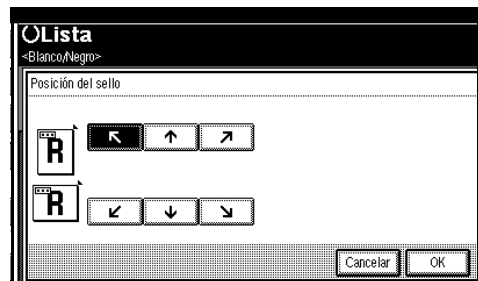 Lista
<Blanco/Negro>
Posición del sello
R
R
Cancelar
OK